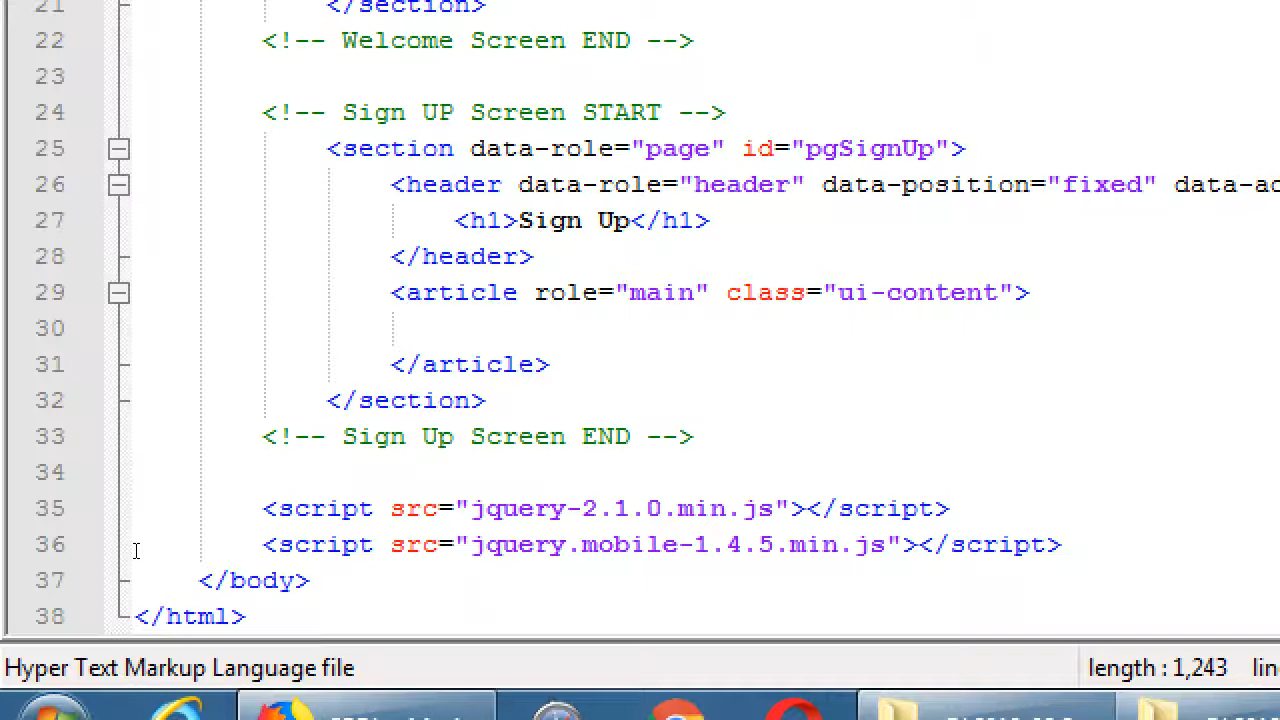 21 </section>
22 <!-- Welcome Screen END -->
23
24 <!-- Sign UP Screen START -->
25 <section data-role="page" id="pgSignUp">
26 <header data-role="header" data-position="fixed" data-ad
27 <h1>Sign Up</h1>
28 </header>
29 <article role="main" class="ui-content">
30
31 </article>
32 </section>
33 <!-- Sign Up Screen END -->
34
35 <script src="jquery-2.1.0.min.js"></script>
36 <script src="jquery.mobile-1.4.5.min.js"></script>
37 </body>
38 </html>
Hyper Text Markup Language file length : 1,243 lin